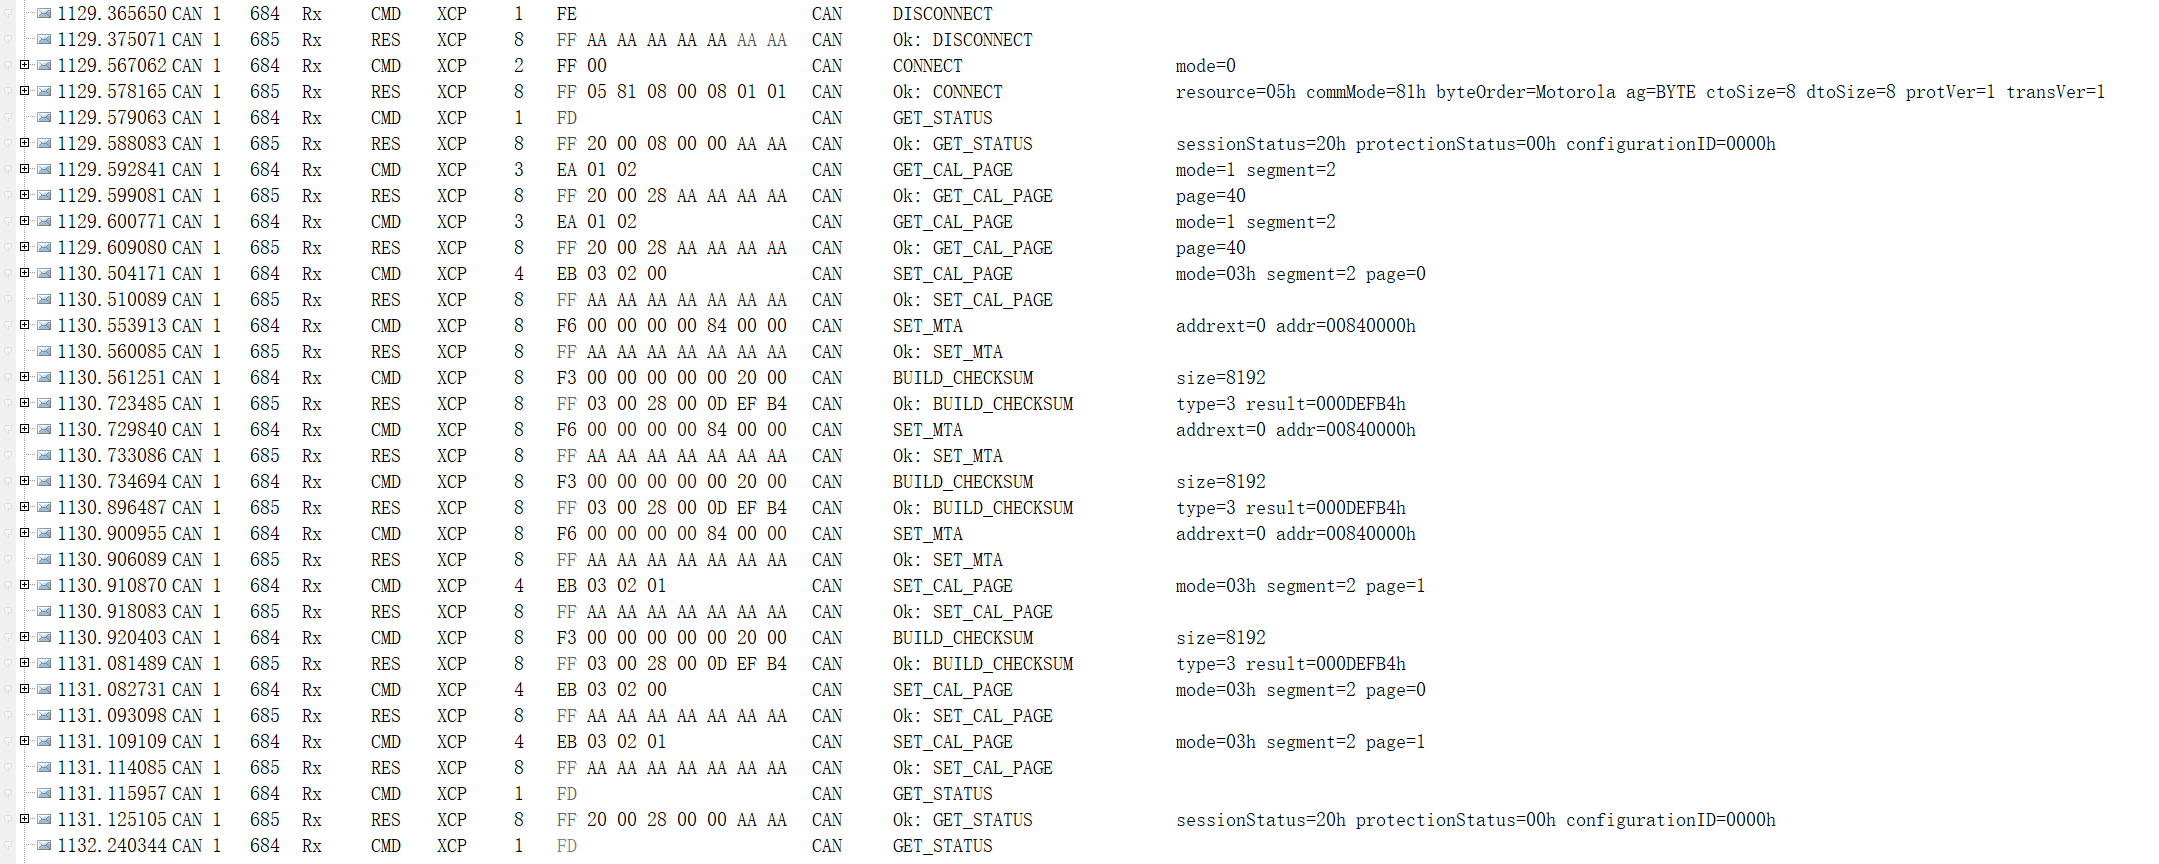 1129.365650 CAN 1 684 Rx CMD XCP 1 FE CAN DISCONNECT
1129.375071 CAN 1 685 Rx RES XCP 8 FF AA AA AA AA AA AA AA CAN Ok: DISCONNECT
1129.567062 CAN 1 684 Rx CMD XCP 2 FF 00 CAN CONNECT mode=0
1129.578165 CAN 1 685 Rx RES XCP 8 FF 05 81 08 00 08 01 01 CAN Ok: CONNECT resource=05h commMode=81h byteOrder=Motorola ag=BYTE ctoSize=8 dtoSize=8 protVer=1 transVer=1
1129.579063 CAN 1 684 Rx CMD XCP 1 FD CAN GET_STATUS
1129.588083 CAN 1 685 Rx RES XCP 8 FF 20 00 08 00 00 AA AA CAN Ok: GET_STATUS sessionStatus=20h protectionStatus=00h configurationID=0000h
1129.592841 CAN 1 684 Rx CMD XCP 3 EA 01 02 CAN GET_CAL_PAGE mode=1 segment=2
1129.599081 CAN 1 685 Rx RES XCP 8 FF 20 00 28 AA AA AA AA CAN Ok: GET_CAL_PAGE page=40
1129.600771 CAN 1 684 Rx CMD XCP 3 EA 01 02 CAN GET_CAL_PAGE mode=1 segment=2
1129.609080 CAN 1 685 Rx RES XCP 8 FF 20 00 28 AA AA AA AA CAN Ok: GET_CAL_PAGE page=40
1130.504171 CAN 1 684 Rx CMD XCP 4 EB 03 02 00 CAN SET_CAL_PAGE mode=03h segment=2 page=0
1130.510089 CAN 1 685 Rx RES XCP 8 FF AA AA AA AA AA AA AA CAN Ok: SET_CAL_PAGE
1130.553913 CAN 1 684 Rx CMD XCP 8 F6 00 00 00 00 84 00 00 CAN SET_MTA addrext=0 addr=00840000h
1130.560085 CAN 1 685 Rx RES XCP 8 FF AA AA AA AA AA AA AA CAN Ok: SET_MTA
1130.561251 CAN 1 684 Rx CMD XCP 8 F3 00 00 00 00 00 20 00 CAN BUILD_CHECKSUM size=8192
1130.723485 CAN 1 685 Rx RES XCP 8 FF 03 00 28 00 0D EF B4 CAN Ok: BUILD_CHECKSUM type=3 result=000DEFB4h
1130.729840 CAN 1 684 Rx CMD XCP 8 F6 00 00 00 00 84 00 00 CAN SET_MTA addrext=0 addr=00840000h
1130.733086 CAN 1 685 Rx RES XCP 8 FF AA AA AA AA AA AA AA CAN Ok: SET_MTA
1130.734694 CAN 1 684 Rx CMD XCP 8 F3 00 00 00 00 00 20 00 CAN BUILD_CHECKSUM size=8192
1130.896487 CAN 1 685 Rx RES XCP 8 FF 03 00 28 00 0D EF B4 CAN Ok: BUILD_CHECKSUM type=3 result=000DEFB4h
1130.900955 CAN 1 684 Rx CMD XCP 8 F6 00 00 00 00 84 00 00 CAN SET_MTA addrext=0 addr=00840000h
1130.906089 CAN 1 685 Rx RES XCP 8 FF AA AA AA AA AA AA AA CAN Ok: SET_MTA
1130.910870 CAN 1 684 Rx CMD XCP 4 EB 03 02 01 CAN SET_CAL_PAGE mode=03h segment=2 page=1
1130.918083 CAN 1 685 Rx RES XCP 8 FF AA AA AA AA AA AA AA CAN Ok: SET_CAL_PAGE
1130.920403 CAN 1 684 Rx CMD XCP 8 F3 00 00 00 00 00 20 00 CAN BUILD_CHECKSUM size=8192
1131.081489 CAN 1 685 Rx RES XCP 8 FF 03 00 28 00 0D EF B4 CAN Ok: BUILD_CHECKSUM type=3 result=000DEFB4h
1131.082731 CAN 1 684 Rx CMD XCP 4 EB 03 02 00 CAN SET_CAL_PAGE mode=03h segment=2 page=0
1131.093098 CAN 1 685 Rx RES XCP 8 FF AA AA AA AA AA AA AA CAN Ok: SET_CAL_PAGE
1131.109109 CAN 1 684 Rx CMD XCP 4 EB 03 02 01 CAN SET_CAL_PAGE mode=03h segment=2 page=1
1131.114085 CAN 1 685 Rx RES XCP 8 FF AA AA AA AA AA AA AA CAN Ok: SET_CAL_PAGE
1131.115957 CAN 1 684 Rx CMD XCP 1 FD CAN GET_STATUS
1131.125105 CAN 1 685 Rx RES XCP 8 FF 20 00 28 00 00 AA AA CAN Ok: GET_STATUS sessionStatus=20h protectionStatus=00h configurationID=0000h
1132.240344 CAN 1 684 Rx CMD XCP 1 FD CAN GET_STATUS